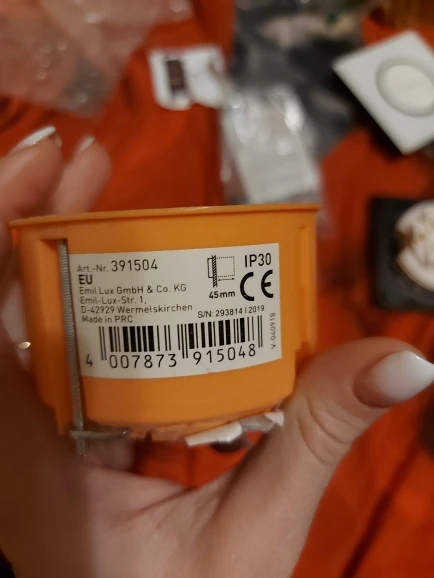 Art.-Nr. 391504
EU
Emil Lux GmbH & Co. KG
Emil-Lux-Str. 1,
D-42929 Wermelskirchen
Made in PRC
45mm
IP30
CE
S/N: 293814 | 2019
4 007873 915048
V-040918